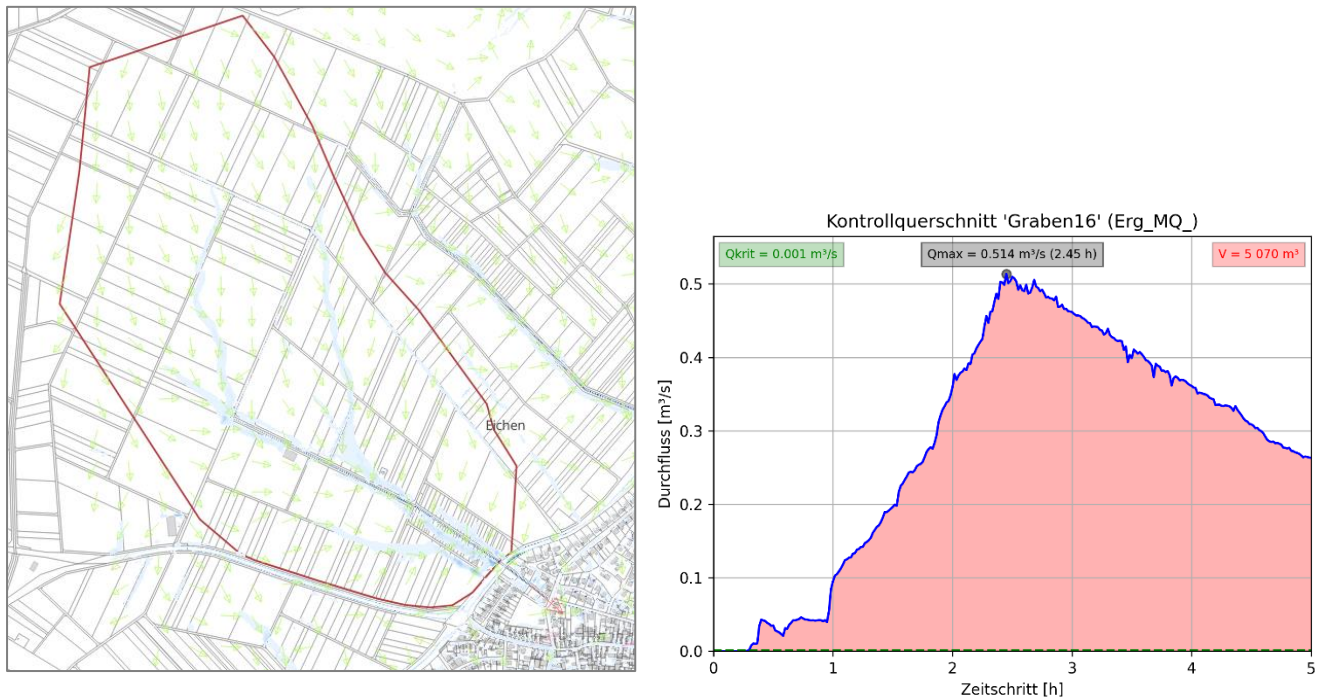 Eichen
Kontrollquerschnitt 'Graben16' (Erg_MQ_)
Qkrit = 0.001 m³/s
Qmax = 0.514 m³/s (2.45 h)
V = 5 070 m³
Durchfluss [m³/s]
0.5
0.4
0.3
0.2
0.1
0.0
0 1 2 3 4 5
Zeitschritt [h]